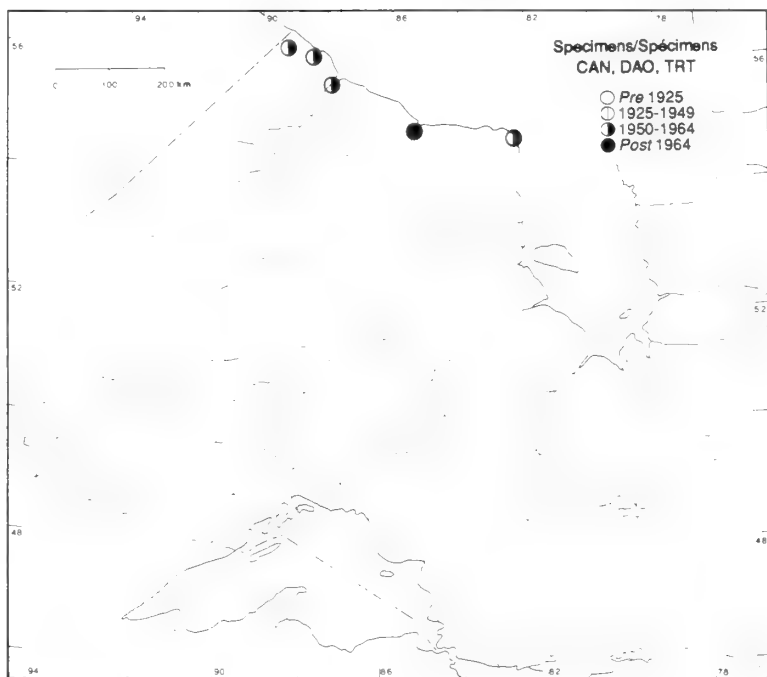 94 90 86 82 78
56 56
Specimens/Spécimens
CAN, DAO, TRT
0 100 200 km
Pre 1925
1925-1949
1950-1964
Post 1964
52 52
48 48
94 90 86 82 78